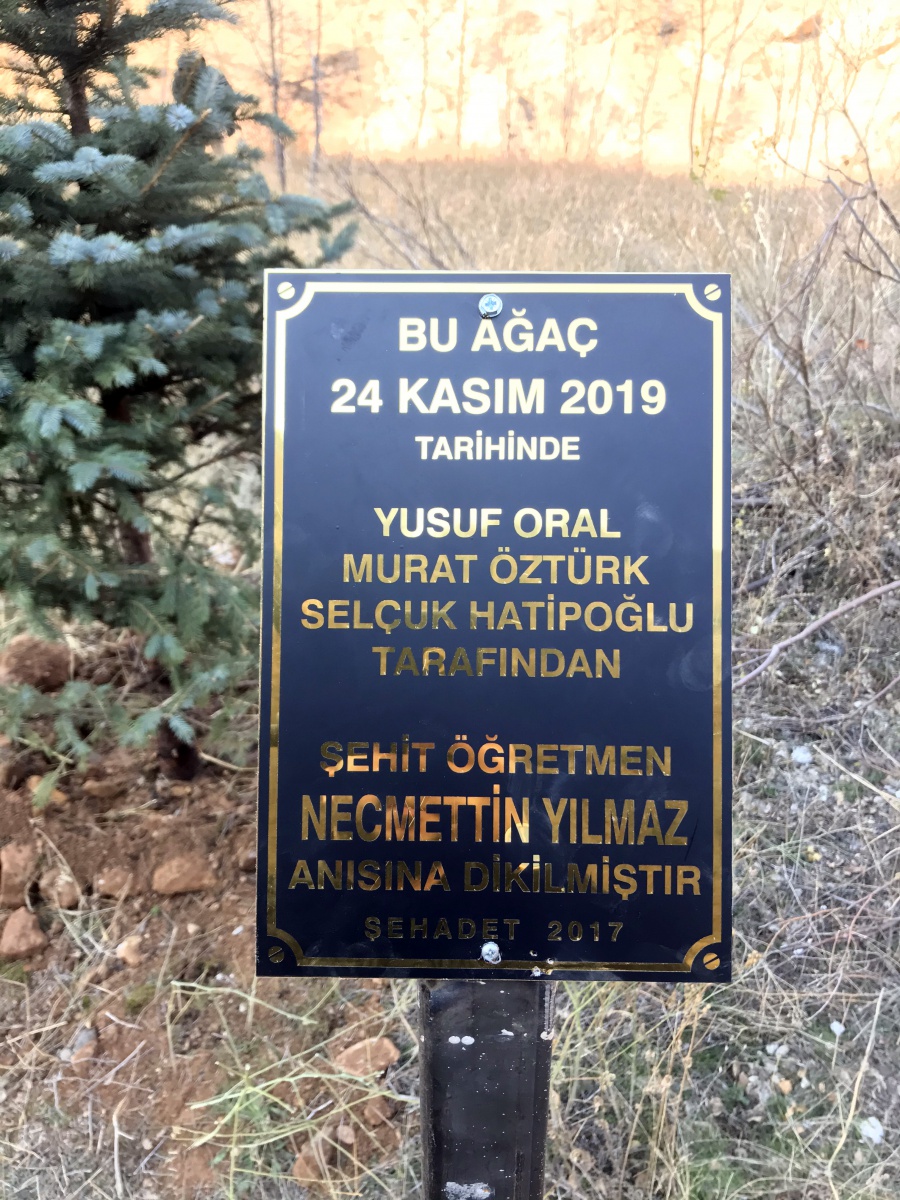 BU AĞAÇ
24 KASIM 2019
TARİHİNDE
YUSUF ORAL
MURAT ÖZTÜRK
SELÇUK HATİPOĞLU
TARAFINDAN
ŞEHİT ÖĞRETMEN
NECMETTİN YILMAZ
ANISINA DİKİLMİŞTIR
ŞEHADET 2017